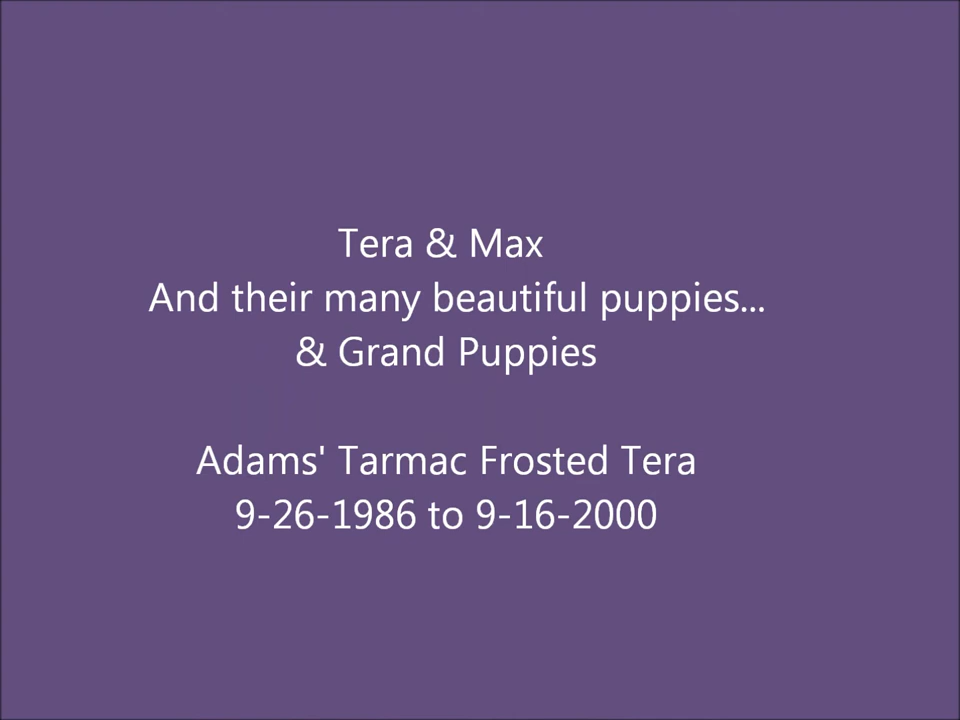 Tera & Max
And their many beautiful puppies...
& Grand Puppies
Adams' Tarmac Frosted Tera
9-26-1986 to 9-16-2000